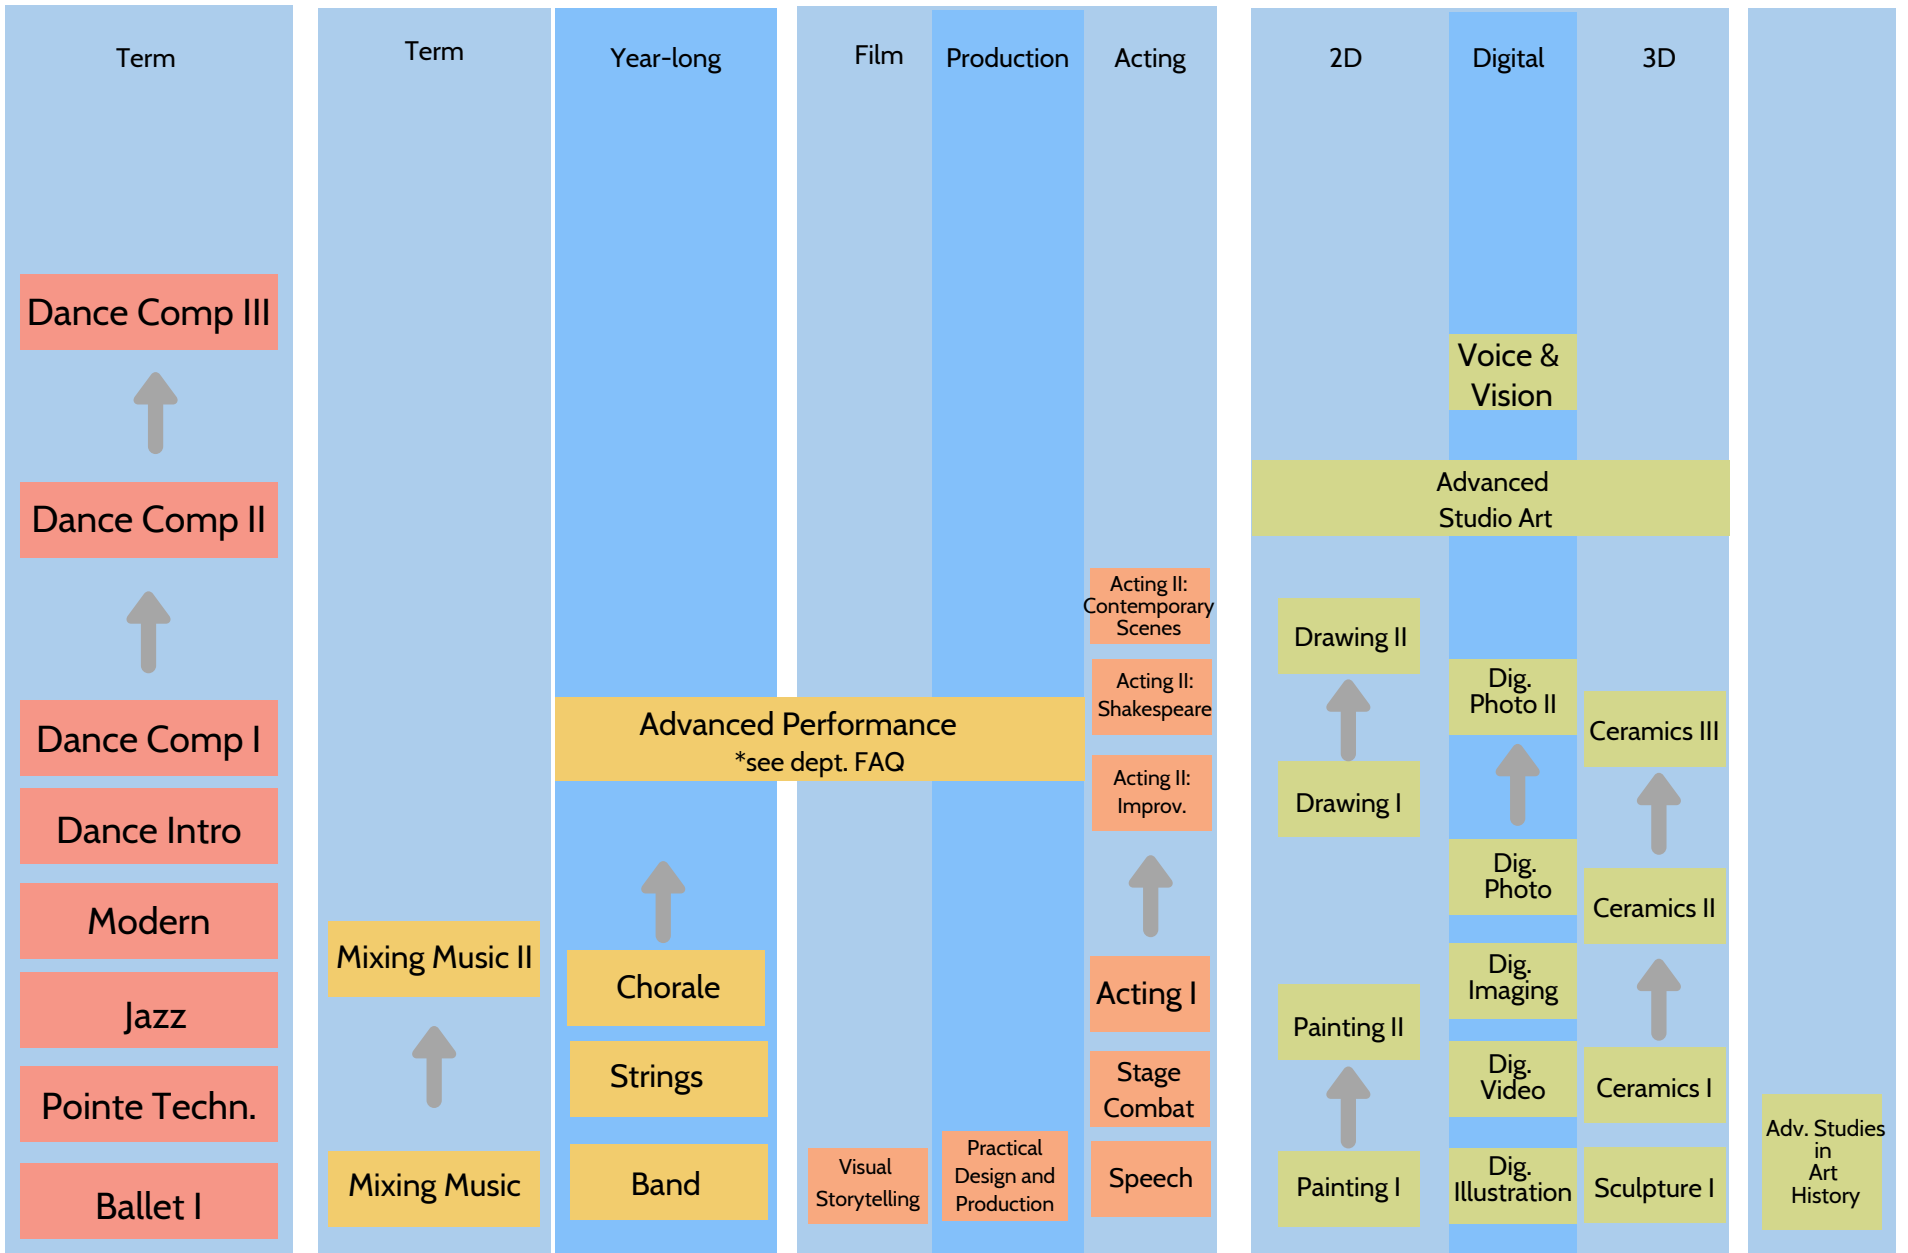 Term
Dance Comp III
Dance Comp II
Dance Comp I
Dance Intro
Modern
Jazz
Pointe Techn.
Ballet I
Term
Mixing Music II
Mixing Music
Year-long
Advanced Performance
*see dept. FAQ
Chorale
Strings
Band
Film
Visual
Storytelling
Production
Practical
Design and
Production
Acting
Acting II:
Contemporary
Scenes
Acting II:
Shakespeare
Acting II:
Improv.
Acting I
Stage
Combat
Speech
2D
Digital
3D
Voice &
Vision
Advanced
Studio Art
Drawing II
Drawing I
Painting II
Painting I
Dig.
Photo II
Dig.
Photo
Dig.
Imaging
Dig.
Video
Dig.
Illustration
Ceramics III
Ceramics II
Ceramics I
Sculpture I
Adv. Studies
in
Art
History